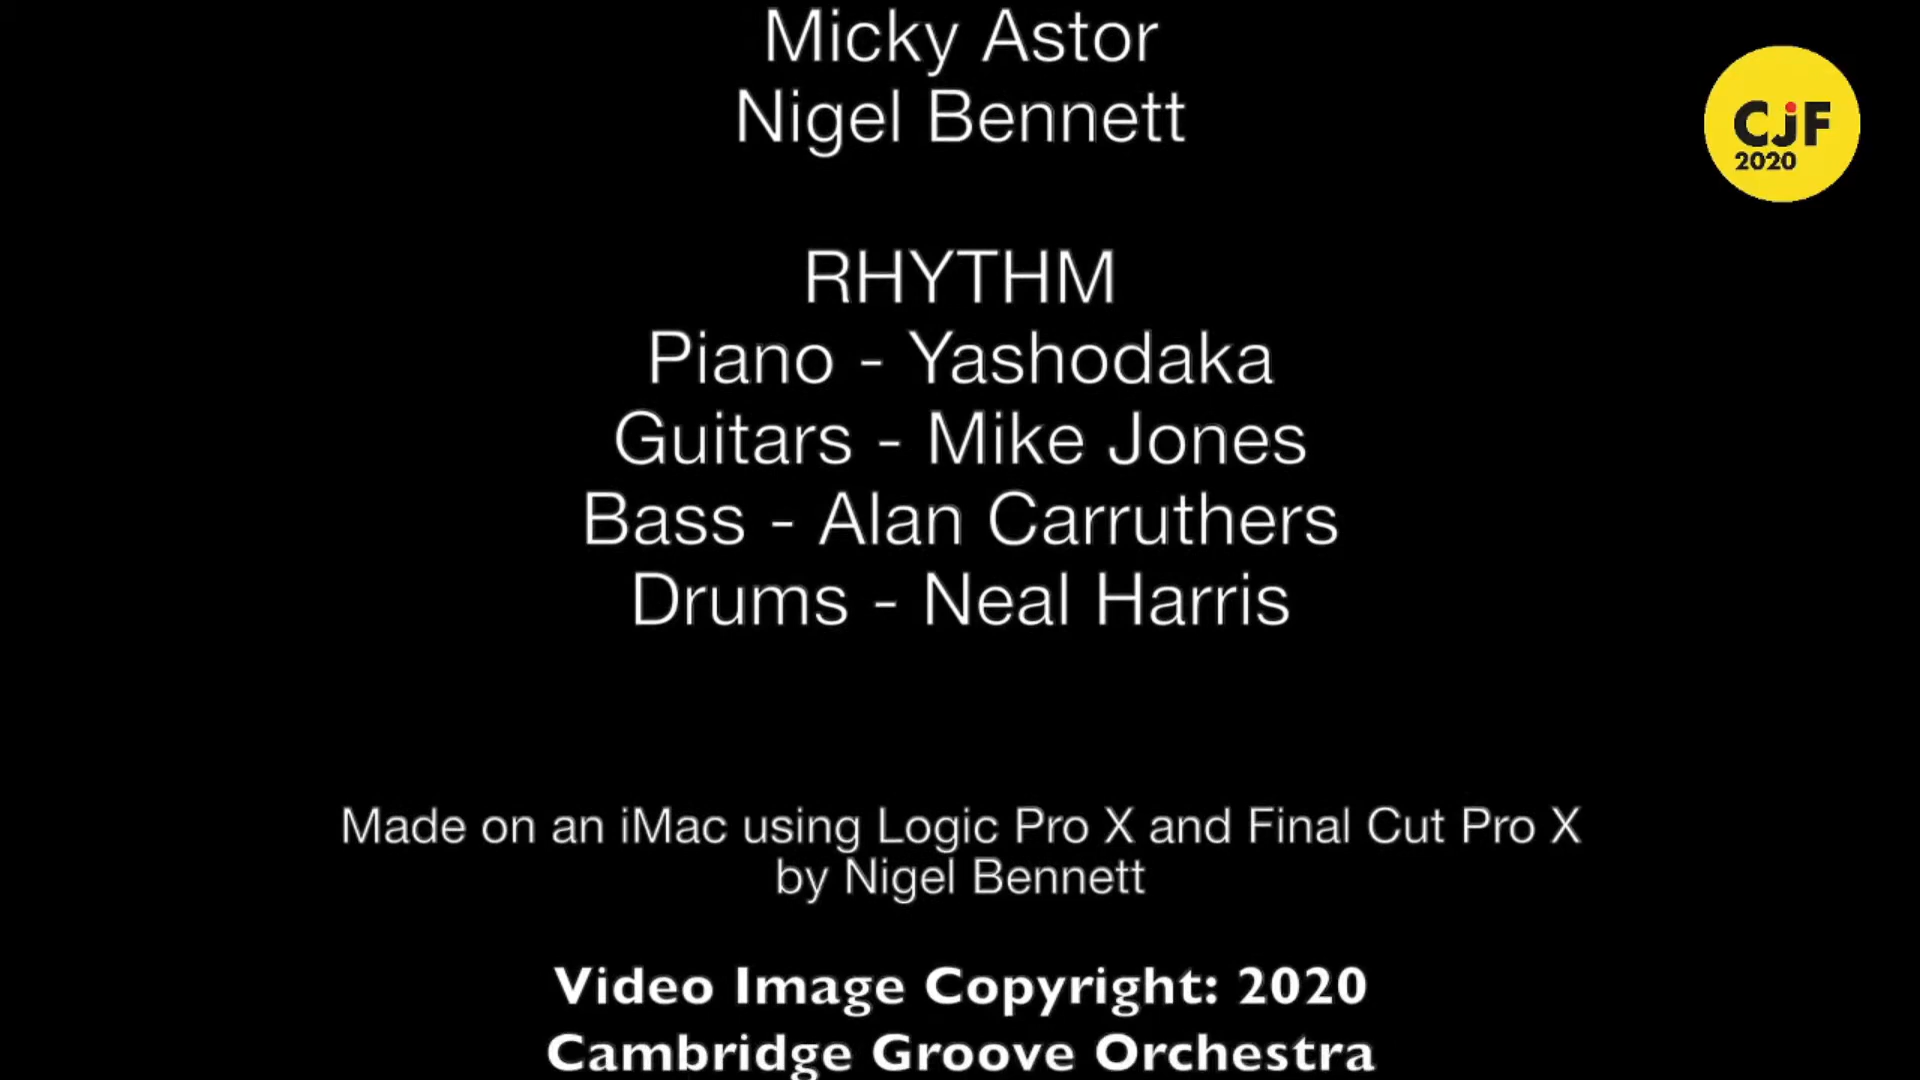 Micky Astor
Nigel Bennett
CjF
2020
RHYTHM
Piano - Yashodaka
Guitars - Mike Jones
Bass - Alan Carruthers
Drums - Neal Harris
Made on an iMac using Logic Pro X and Final Cut Pro X
by Nigel Bennett
Video Image Copyright: 2020
Cambridge Groove Orchestra